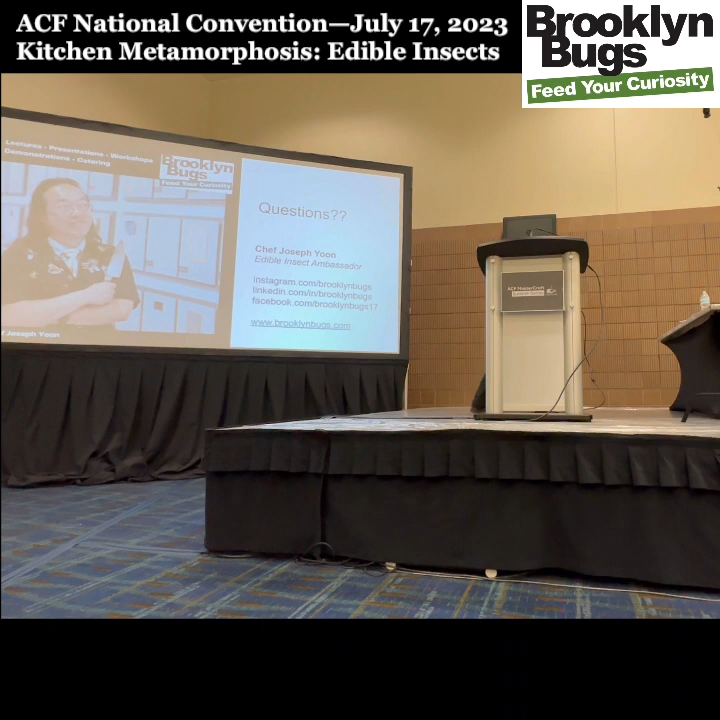 ACF National Convention—July 17, 2023
Kitchen Metamorphosis: Edible Insects
Brooklyn
Bugs
Feed Your Curiosity
Lectures - Presentations - Workshops
Demonstrations - Catering
Brooklyn
Bugs
Feed Your Curiosity
Questions??
Chef Joseph Yoon
Edible Insect Ambassador
instagram.com/brooklynbugs
linkedin.com/in/brooklynbugs
facebook.com/brooklynbugs17
www.brooklynbugs.com
f Joseph Yoon
ACF MasterCraft